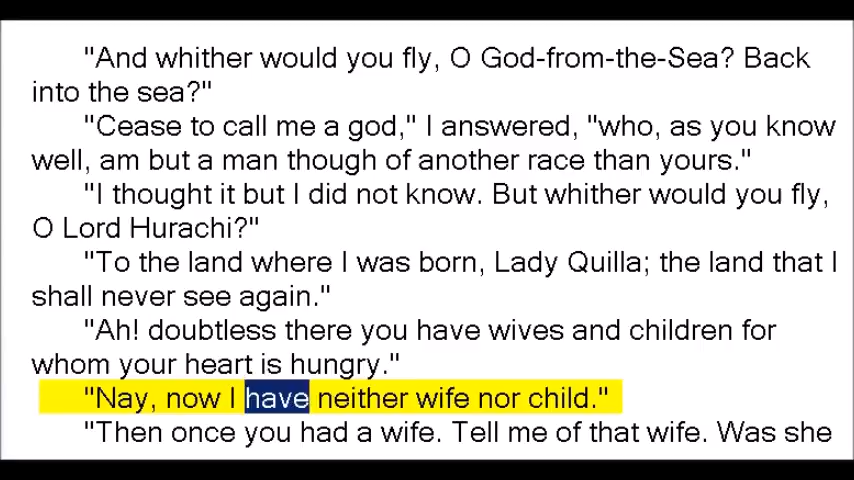 "And whither would you fly, O God-from-the-Sea? Back
into the sea?"
"Cease to call me a god," I answered, "who, as you know
well, am but a man though of another race than yours."
"I thought it but I did not know. But whither would you fly,
O Lord Hurachi?"
"To the land where I was born, Lady Quilla; the land that I
shall never see again."
"Ah! doubtless there you have wives and children for
whom your heart is hungry."
"Nay, now I have neither wife nor child."
"Then once you had a wife. Tell me of that wife. Was she